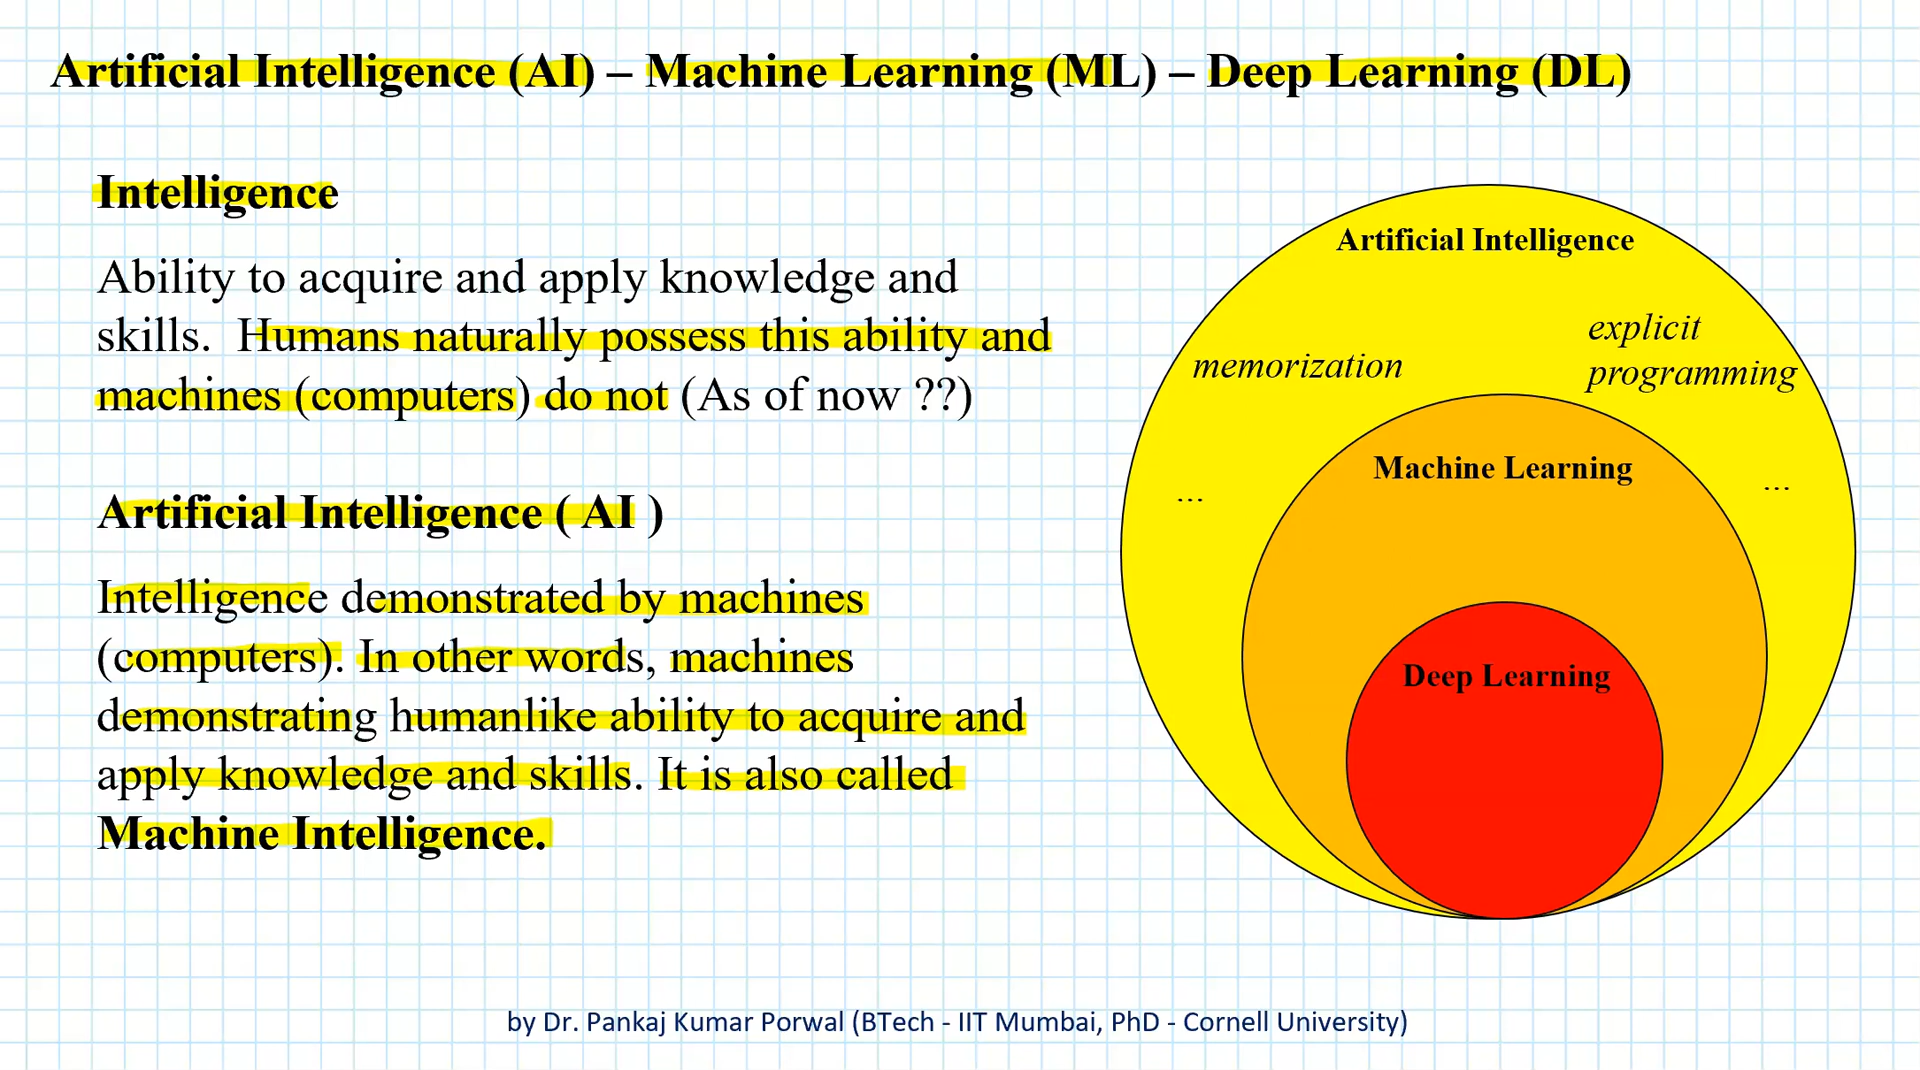 Artificial Intelligence (AI) – Machine Learning (ML) – Deep Learning (DL)
Intelligence
Ability to acquire and apply knowledge and
skills. Humans naturally possess this ability and
machines (computers) do not (As of now ??)
Artificial Intelligence ( AI )
Intelligence demonstrated by machines
(computers). In other words, machines
demonstrating humanlike ability to acquire and
apply knowledge and skills. It is also called
Machine Intelligence.
Artificial Intelligence
memorization
explicit
programming
Machine Learning
...
...
Deep Learning
by Dr. Pankaj Kumar Porwal (BTech - IIT Mumbai, PhD - Cornell University)